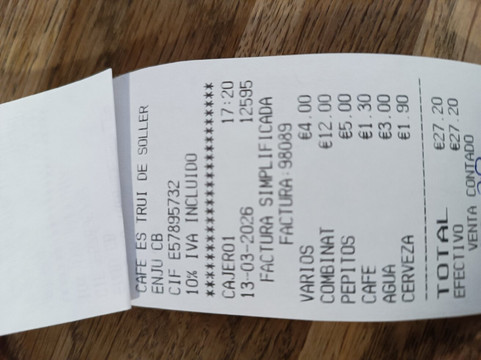 CAFE ES TRUI DE SOLLER
ENJU CB
CIF E57895732
10% IVA INCLUIDO
******************************
CAJERO1 17:20
13-03-2026 12595
FACTURA SIMPLIFICADA
FACTURA:98089
VARIOS €4.00
COMBINAT €12.00
PEPITOS €5.00
CAFE €1.30
AGUA €3.00
CERVEZA €1.90
------------------------------
TOTAL €27.20
EFECTIVO €27.20
VENTA CONTADO